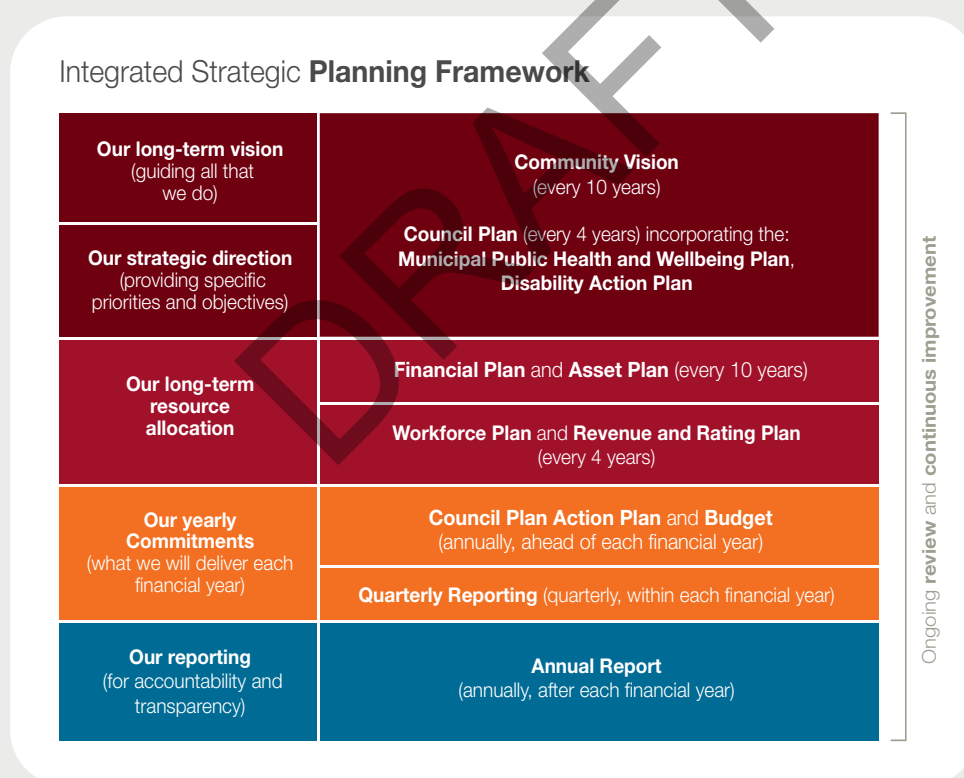 Integrated Strategic Planning Framework
Our long-term vision
(guiding all that
we do)
Community Vision
(every 10 years)
Our strategic direction
(providing specific
priorities and objectives)
Council Plan (every 4 years) incorporating the:
Municipal Public Health and Wellbeing Plan,
Disability Action Plan
Our long-term
resource
allocation
Financial Plan and Asset Plan (every 10 years)
Workforce Plan and Revenue and Rating Plan
(every 4 years)
Our yearly
Commitments
(what we will deliver each
financial year)
Council Plan Action Plan and Budget
(annually, ahead of each financial year)
Quarterly Reporting (quarterly, within each financial year)
Our reporting
(for accountability and
transparency)
Annual Report
(annually, after each financial year)
Ongoing review and continuous improvement
DRAFT